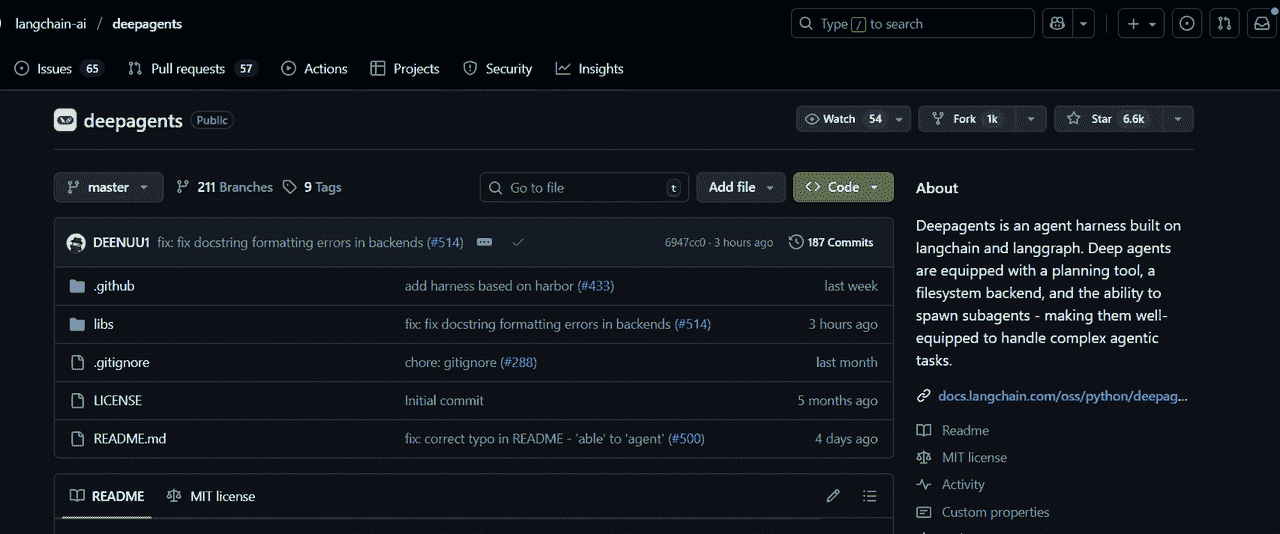 langchain-ai / deepagents
Type / to search
Issues 65
Pull requests 57
Actions
Projects
Security
Insights
deepagents Public
Watch 54
Fork 1k
Star 6.6k
master
211 Branches
9 Tags
Go to file t
Add file
<> Code
DEENUU1 fix: fix docstring formatting errors in backends (#514)
6947cc0 · 3 hours ago
187 Commits
.github add harness based on harbor (#433) last week
libs fix: fix docstring formatting errors in backends (#514) 3 hours ago
.gitignore chore: gitignore (#288) last month
LICENSE Initial commit 5 months ago
README.md fix: correct typo in README - 'able' to 'agent' (#500) 4 days ago
README
MIT license
About
Deepagents is an agent harness built on
langchain and langgraph. Deep agents
are equipped with a planning tool, a
filesystem backend, and the ability to
spawn subagents - making them well-
equipped to handle complex agentic
tasks.
docs.langchain.com/oss/python/deepag...
Readme
MIT license
Activity
Custom properties